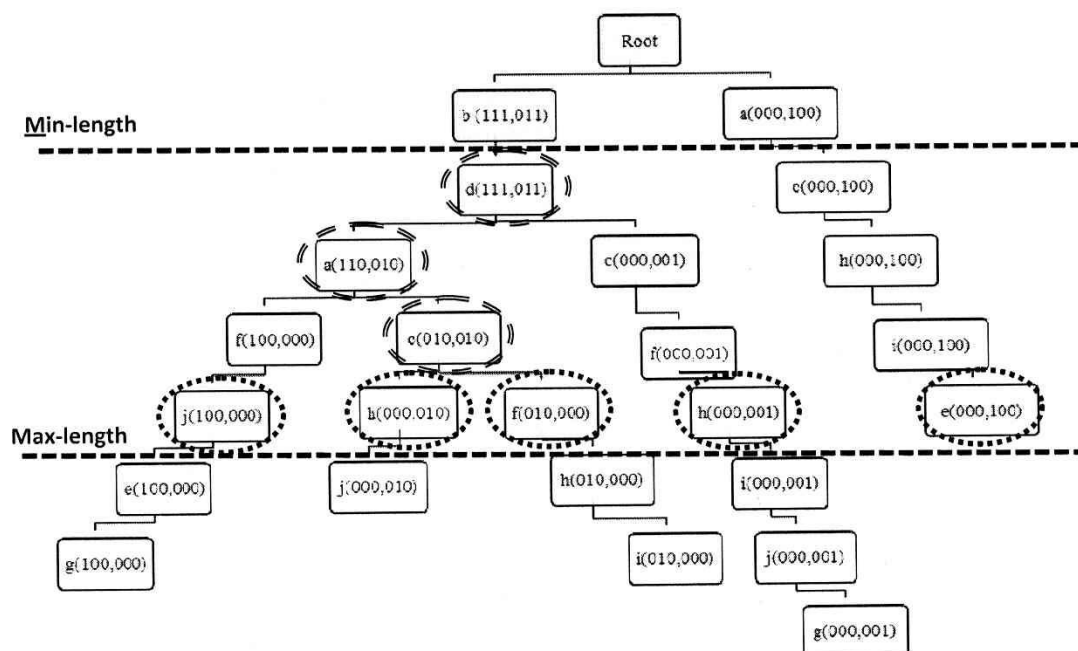 Root
b (111,011)
a(000,100)
Min-length
d(111,011)
c(000,100)
a(110,010)
c(000,001)
h(000,100)
f(100,000)
c(010,010)
f(000,001)
i(000,100)
j(100,000)
h(000,010)
f(010,000)
h(000,001)
e(000,100)
Max-length
e(100,000)
j(000,010)
h(010,000)
i(000,001)
g(100,000)
i(010,000)
j(000,001)
g(000,001)